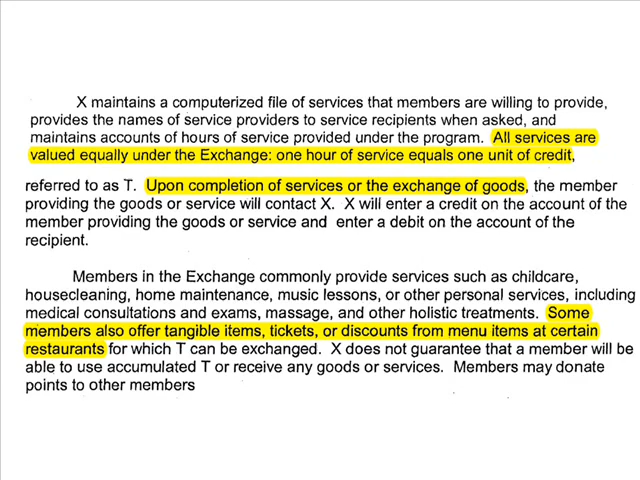 X maintains a computerized file of services that members are willing to provide,
provides the names of service providers to service recipients when asked, and
maintains accounts of hours of service provided under the program. All services are
valued equally under the Exchange: one hour of service equals one unit of credit,
referred to as T. Upon completion of services or the exchange of goods, the member
providing the goods or service will contact X. X will enter a credit on the account of the
member providing the goods or service and enter a debit on the account of the
recipient.
Members in the Exchange commonly provide services such as childcare,
housecleaning, home maintenance, music lessons, or other personal services, including
medical consultations and exams, massage, and other holistic treatments. Some
members also offer tangible items, tickets, or discounts from menu items at certain
restaurants for which T can be exchanged. X does not guarantee that a member will be
able to use accumulated T or receive any goods or services. Members may donate
points to other members